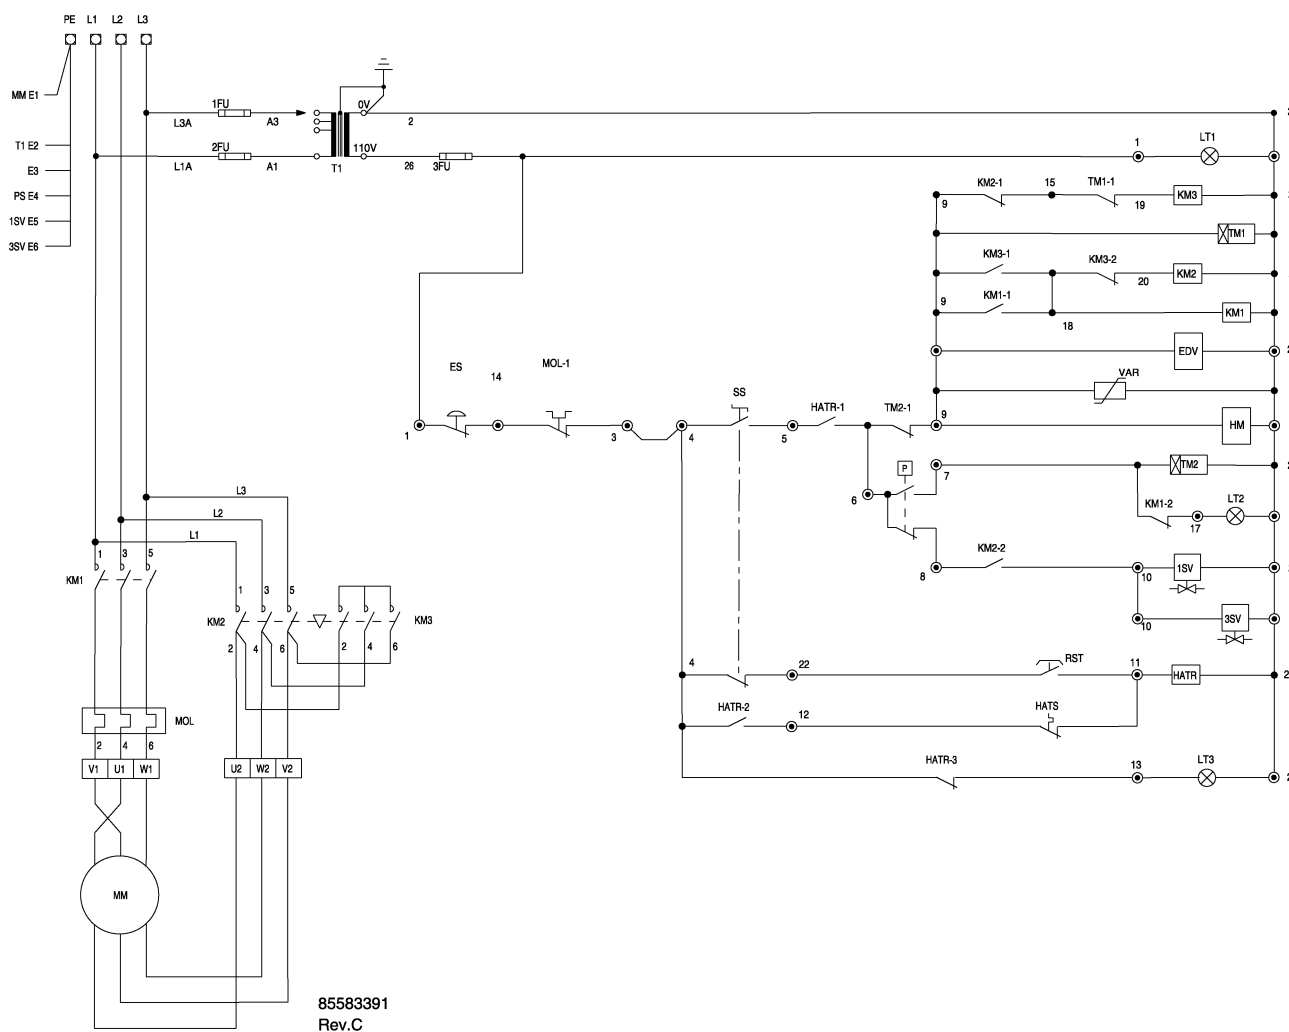 PE L1 L2 L3
MM E1
T1 E2
E3
PS E4
1SV E5
3SV E6
1FU
L3A A3
2FU
L1A A1
T1
0V
2
110V
26 3FU
1 LT1
KM2-1 15 TM1-1
9 19 KM3
TM1
KM3-1 KM3-2
20 KM2
9 KM1-1
18 KM1
EDV
VAR
ES 14 MOL-1 SS
HATR-1 TM2-1 9
1 3 4 5 HM
P
6 7 TM2
KM1-2 LT2
17
KM2-2
8 10 1SV
10 3SV
4 22 RST 11
HATR
HATR-2 12 HATS
HATR-3 13 LT3
L3
L2
L1
1 3 5
KM1
1 3 5
KM2 KM3
2 4 6 2 4 6
MOL
2 4 6
V1 U1 W1 U2 W2 V2
MM
85583391
Rev.C